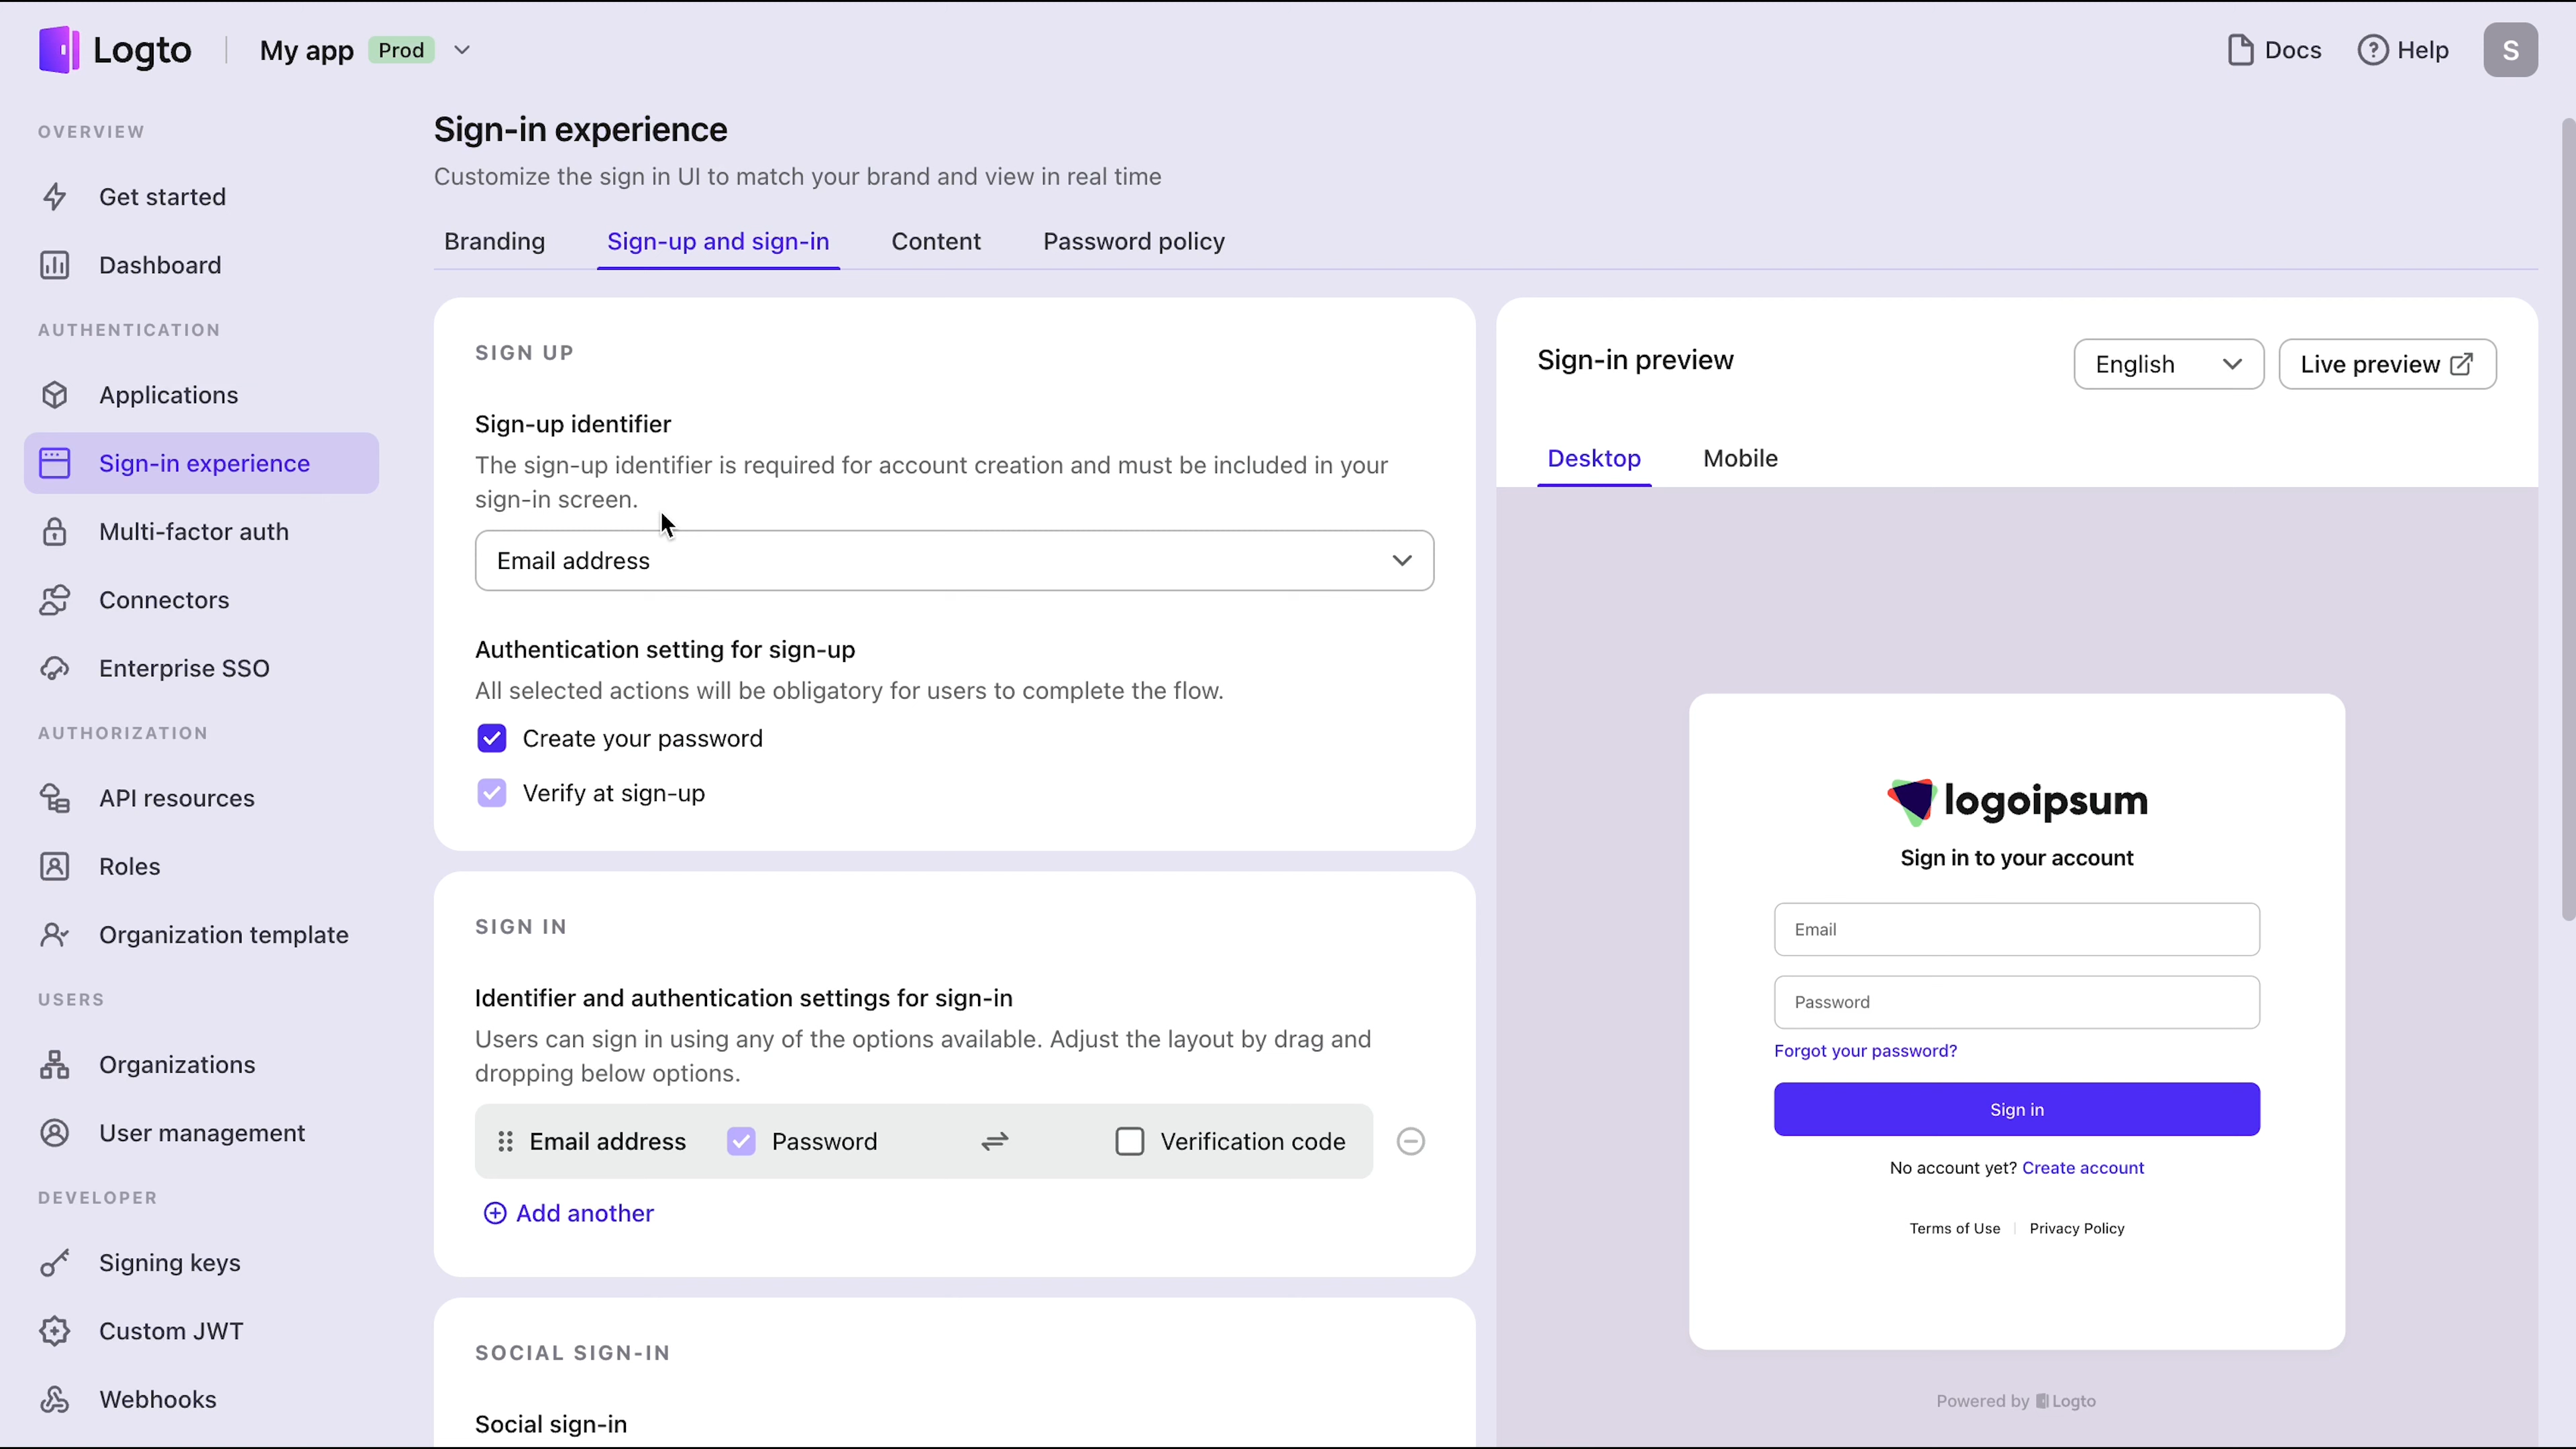 Logto
My app Prod
Docs
Help
S
OVERVIEW
Get started
Dashboard
AUTHENTICATION
Applications
Sign-in experience
Multi-factor auth
Connectors
Enterprise SSO
AUTHORIZATION
API resources
Roles
Organization template
USERS
Organizations
User management
DEVELOPER
Signing keys
Custom JWT
Webhooks
Sign-in experience
Customize the sign in UI to match your brand and view in real time
Branding Sign-up and sign-in Content Password policy
SIGN UP
Sign-up identifier
The sign-up identifier is required for account creation and must be included in your
sign-in screen.
Email address
Authentication setting for sign-up
All selected actions will be obligatory for users to complete the flow.
Create your password
Verify at sign-up
SIGN IN
Identifier and authentication settings for sign-in
Users can sign in using any of the options available. Adjust the layout by drag and
dropping below options.
Email address Password Verification code
Add another
SOCIAL SIGN-IN
Social sign-in
Sign-in preview
English
Live preview
Desktop Mobile
logoipsum
Sign in to your account
Email
Password
Forgot your password?
Sign in
No account yet? Create account
Terms of Use Privacy Policy
Powered by Logto